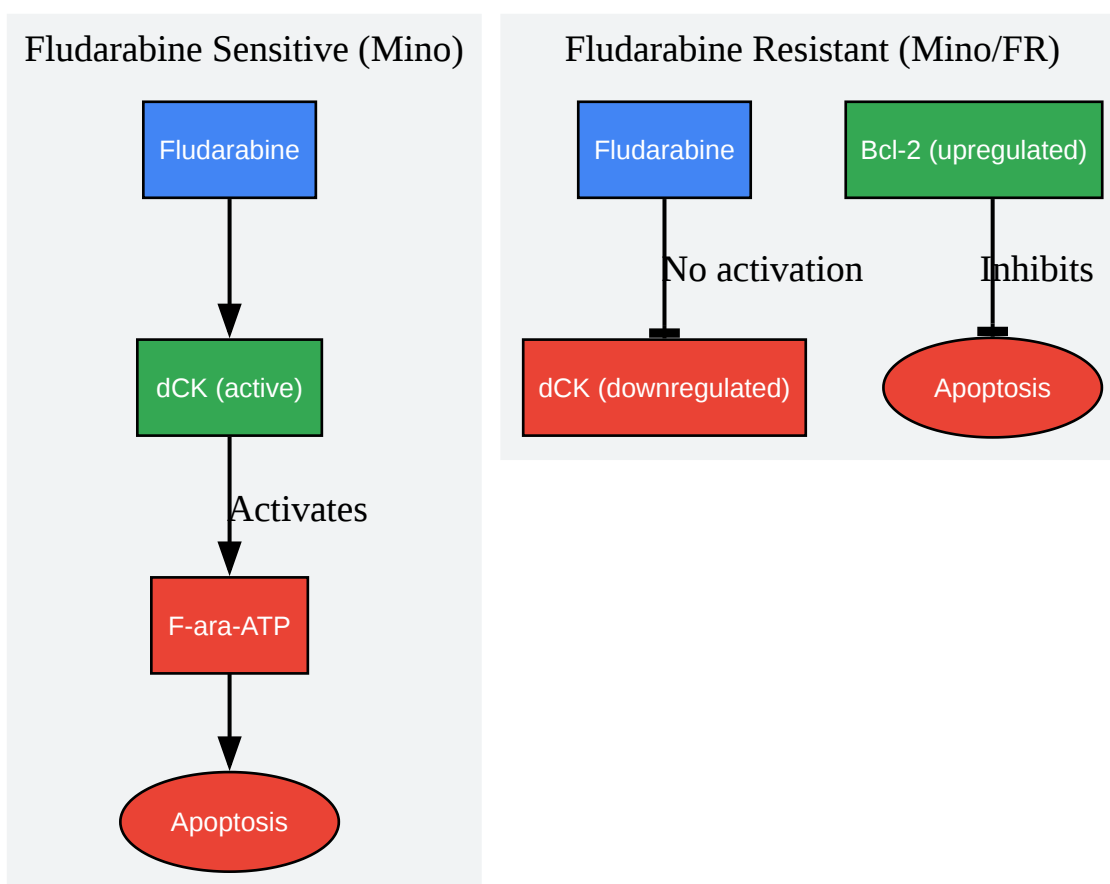 Fludarabine Sensitive (Mino)
Fludarabine
dCK (active)
Activates
F-ara-ATP
Apoptosis
Fludarabine Resistant (Mino/FR)
Fludarabine
Bcl-2 (upregulated)
No activation
Inhibits
dCK (downregulated)
Apoptosis